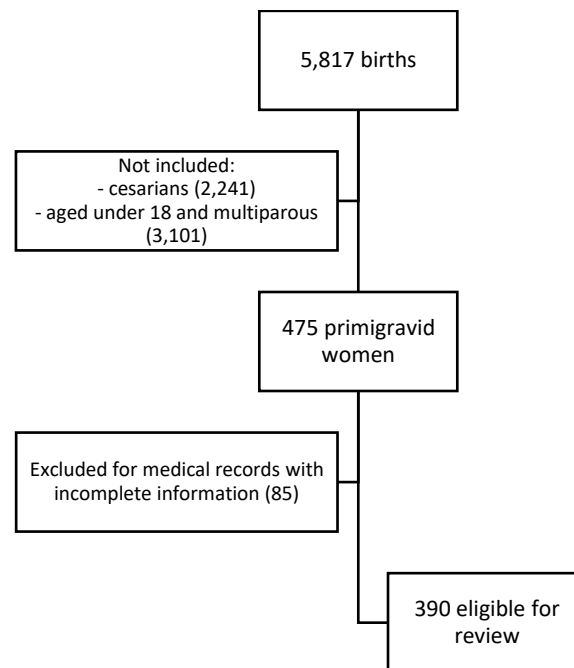 5,817 births
Not included:
- cesarians (2,241)
- aged under 18 and multiparous
(3,101)
475 primigravid
women
Excluded for medical records with
incomplete information (85)
390 eligible for
review